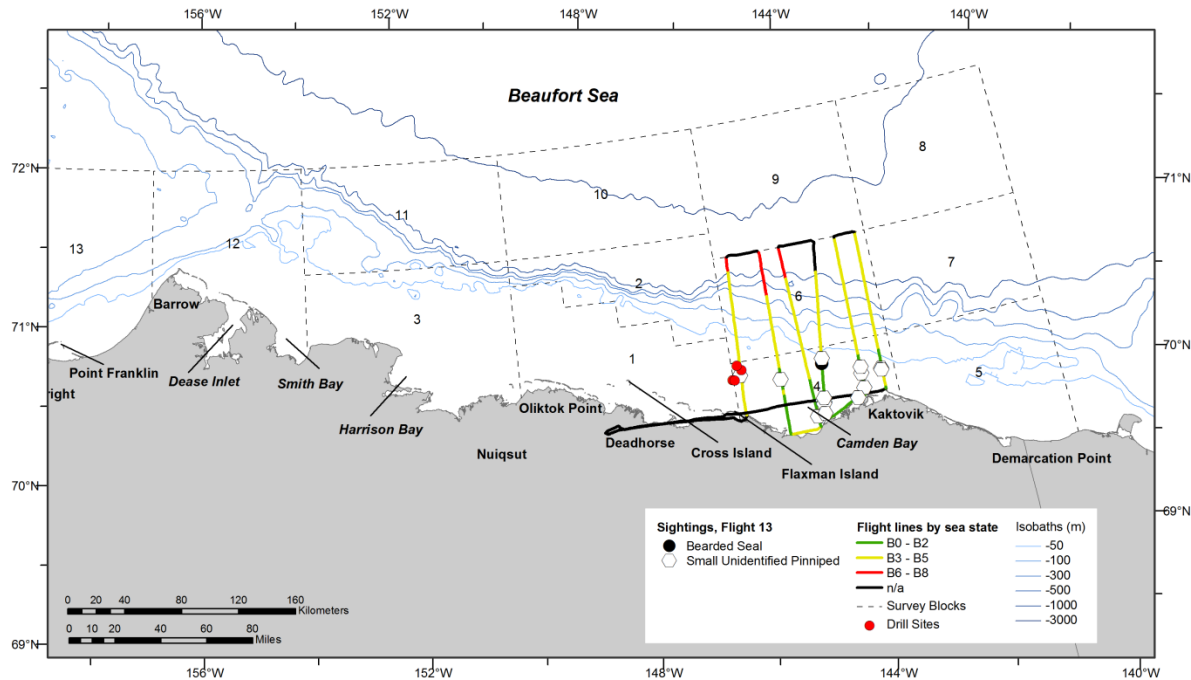 156°W 152°W 148°W 144°W 140°W
Beaufort Sea
72°N
71°N
8
9
10
11
13
12
7
2
6
Barrow
3
71°N
70°N
1
Point Franklin
right
Dease Inlet
Smith Bay
5
4
Oliktok Point
Kaktovik
Harrison Bay
Deadhorse
Camden Bay
Nuiqsut
Cross Island
Demarcation Point
Flaxman Island
70°N
69°N
Sightings, Flight 13
Bearded Seal
Small Unidentified Pinniped
Flight lines by sea state
B0 - B2
B3 - B5
B6 - B8
n/a
Survey Blocks
Drill Sites
Isobaths (m)
-50
-100
-300
-500
-1000
-3000
0 20 40 80 120 160
Kilometers
0 10 20 40 60 80
Miles
69°N
156°W 152°W 148°W 144°W 140°W